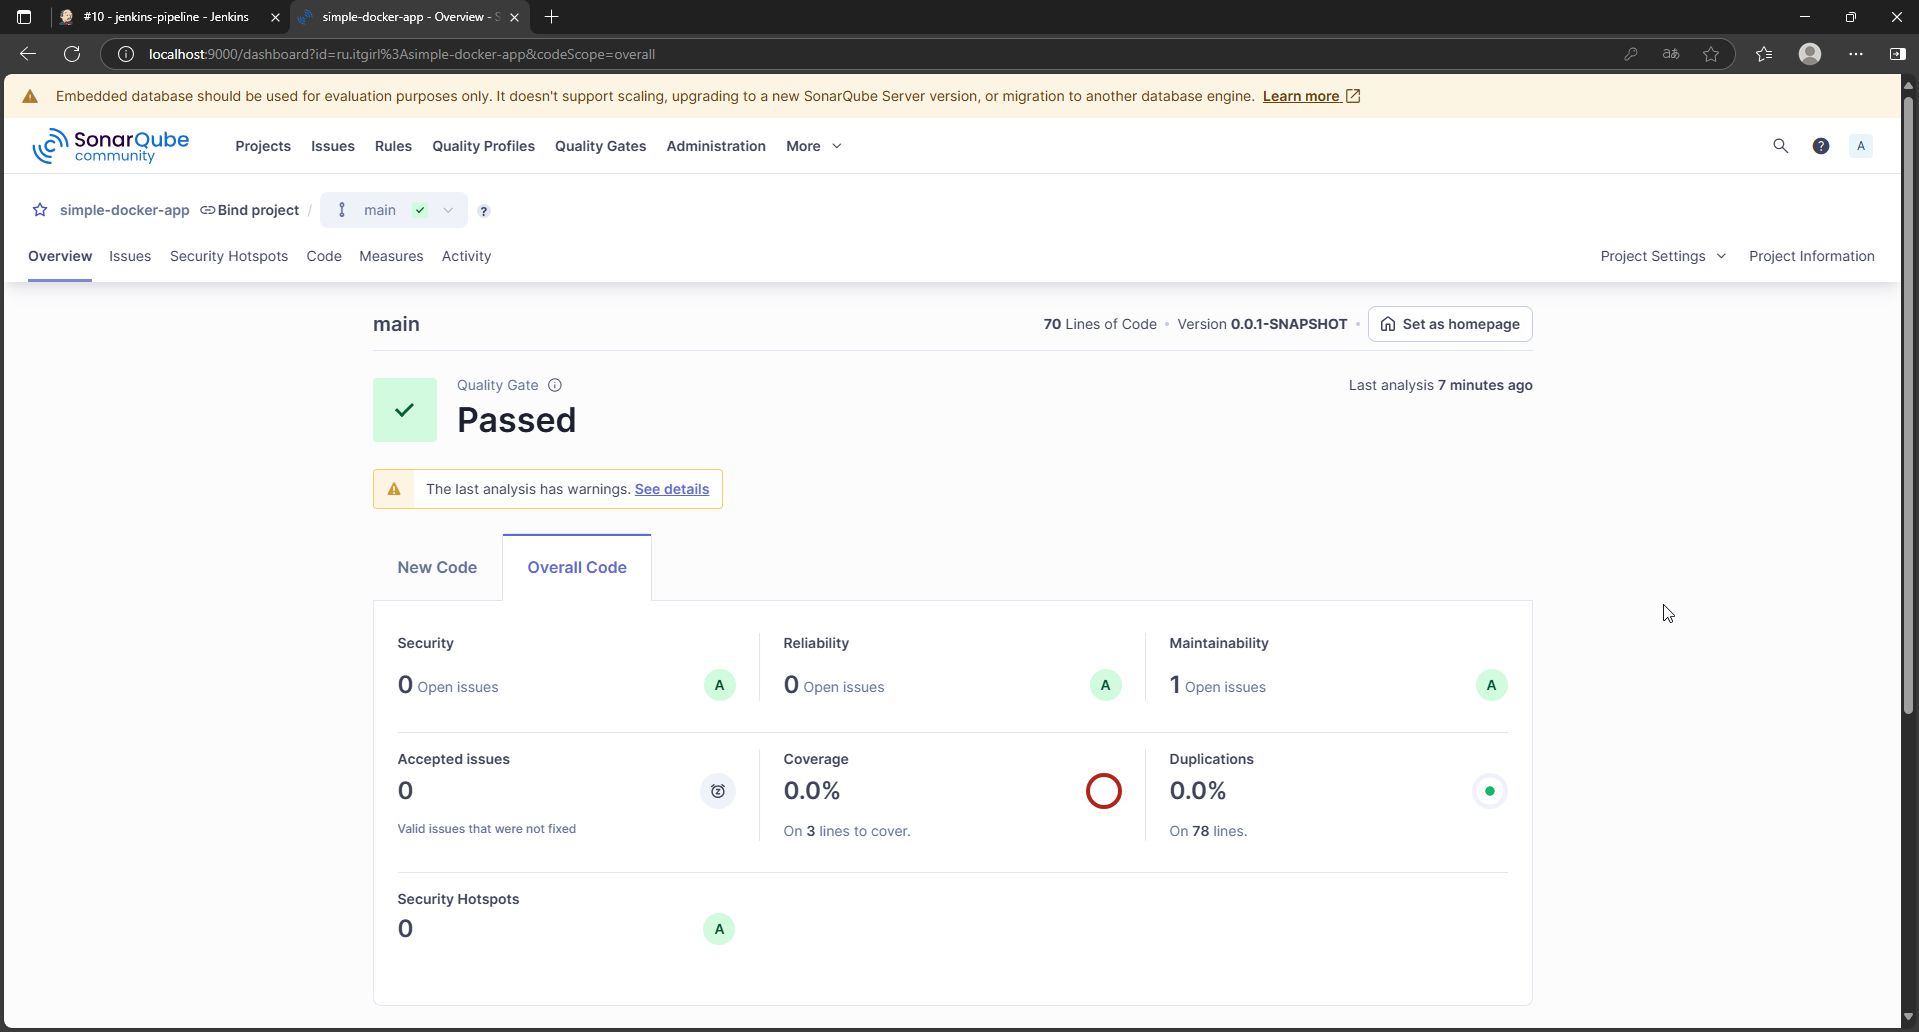 #10 - jenkins-pipeline - Jenkins
simple-docker-app - Overview - S
localhost:9000/dashboard?id=ru.itgirl%3Asimple-docker-app&codeScope=overall
Embedded database should be used for evaluation purposes only. It doesn't support scaling, upgrading to a new SonarQube Server version, or migration to another database engine. Learn more
SonarQube
community
Projects Issues Rules Quality Profiles Quality Gates Administration More
? A
simple-docker-app Bind project / main ?
Overview Issues Security Hotspots Code Measures Activity Project Settings Project Information
main 70 Lines of Code • Version 0.0.1-SNAPSHOT • Set as homepage
Quality Gate Last analysis 7 minutes ago
Passed
The last analysis has warnings. See details
New Code Overall Code
Security Reliability Maintainability
0 Open issues A 0 Open issues A 1 Open issues A
Accepted issues Coverage Duplications
0 0.0% 0.0%
Valid issues that were not fixed On 3 lines to cover. On 78 lines.
Security Hotspots
0 A